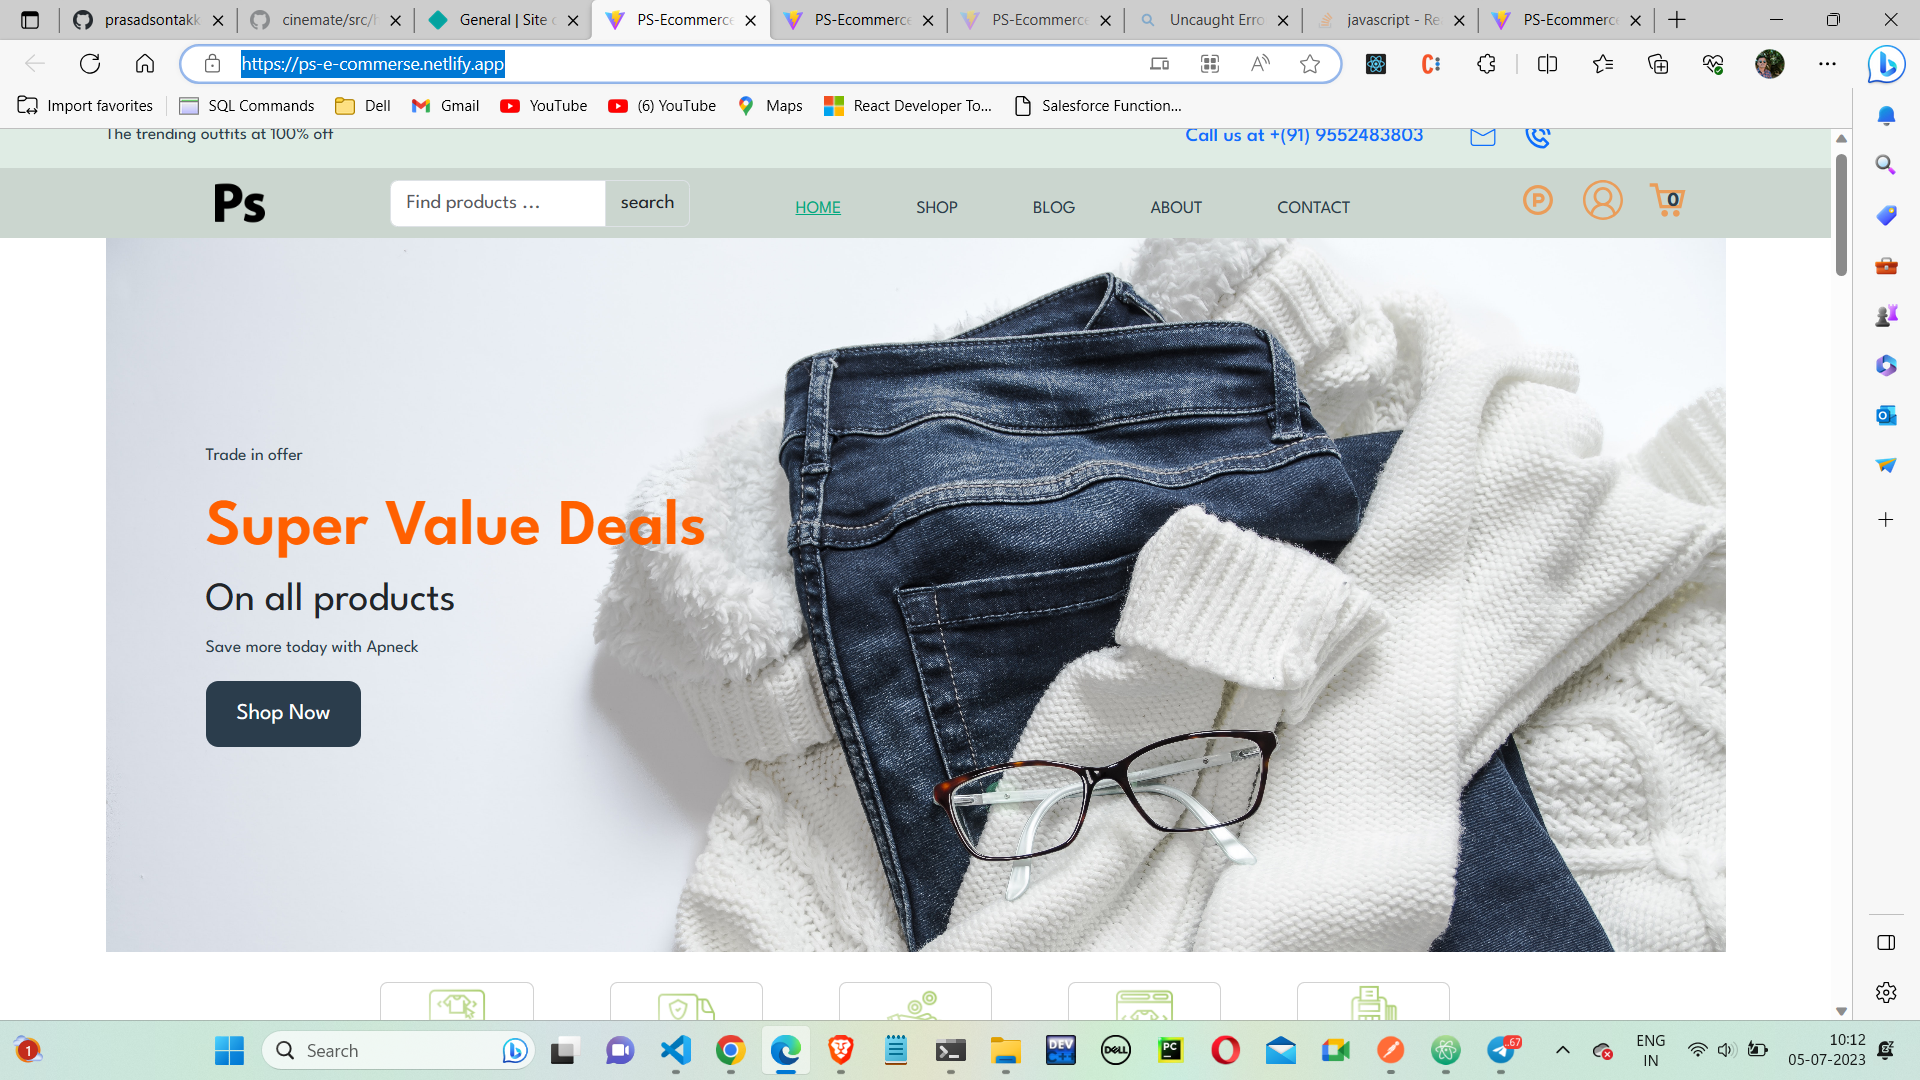 prasadsontakk
cinemate/src/h
General | Site
PS-Ecommerce
PS-Ecommerce
PS-Ecommerce
Uncaught Erro
javascript - Re
PS-Ecommerce
https://ps-e-commerse.netlify.app
Import favorites
SQL Commands
Dell
Gmail
YouTube
(6) YouTube
Maps
React Developer To...
Salesforce Function...
The trending outfits at 100% off
Call us at +(91) 9552483803
Ps
Find products ...
search
HOME
SHOP
BLOG
ABOUT
CONTACT
P
0
Trade in offer
Super Value Deals
On all products
Save more today with Apneck
Shop Now
1
Search
DEV
C++
DELL
PC
.67
ENG
IN
10:12
05-07-2023